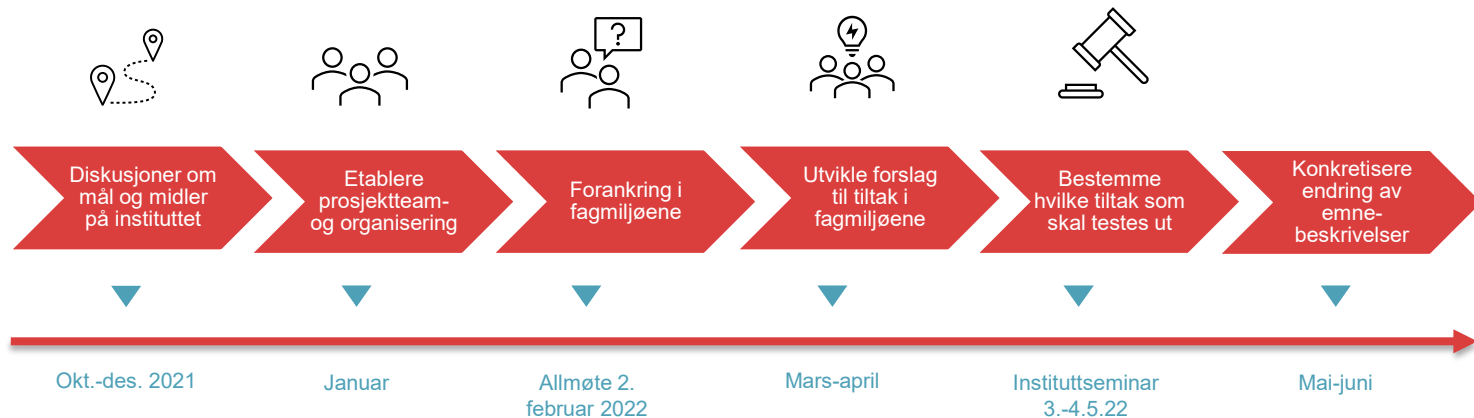 ?
Diskusjoner om
mål og midler
på instituttet
Etablere
prosjektteam-
og organisering
Forankring i
fagmiljøene
Utvikle forslag
til tiltak i
fagmiljøene
Bestemme
hvilke tiltak som
skal testes ut
Konkretisere
endring av
emne-
beskrivelser
Okt.-des. 2021
Januar
Allmøte 2.
februar 2022
Mars-april
Instituttseminar
3.-4.5.22
Mai-juni